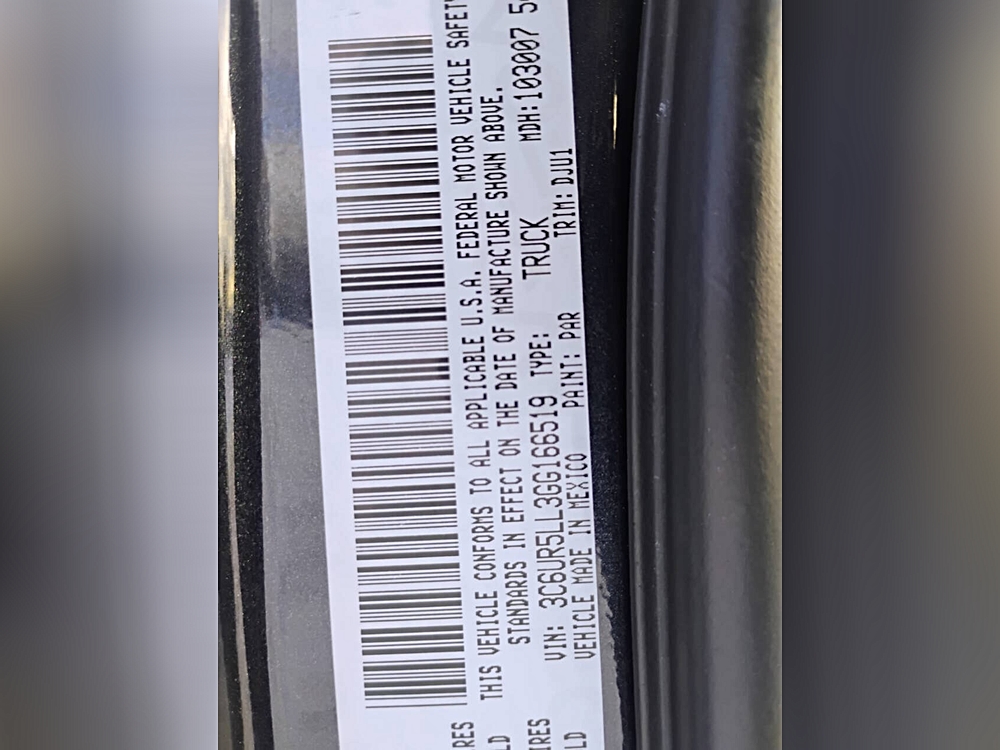 THIS VEHICLE CONFORMS TO ALL APPLICABLE U.S.A. FEDERAL MOTOR VEHICLE SAFETY
STANDARDS IN EFFECT ON THE DATE OF MANUFACTURE SHOWN ABOVE.
VIN: 3C6UR5LL3GG166519 TYPE: TRUCK MDH: 103007 5
VEHICLE MADE IN MEXICO PAINT: PAR TRIM: DJU1